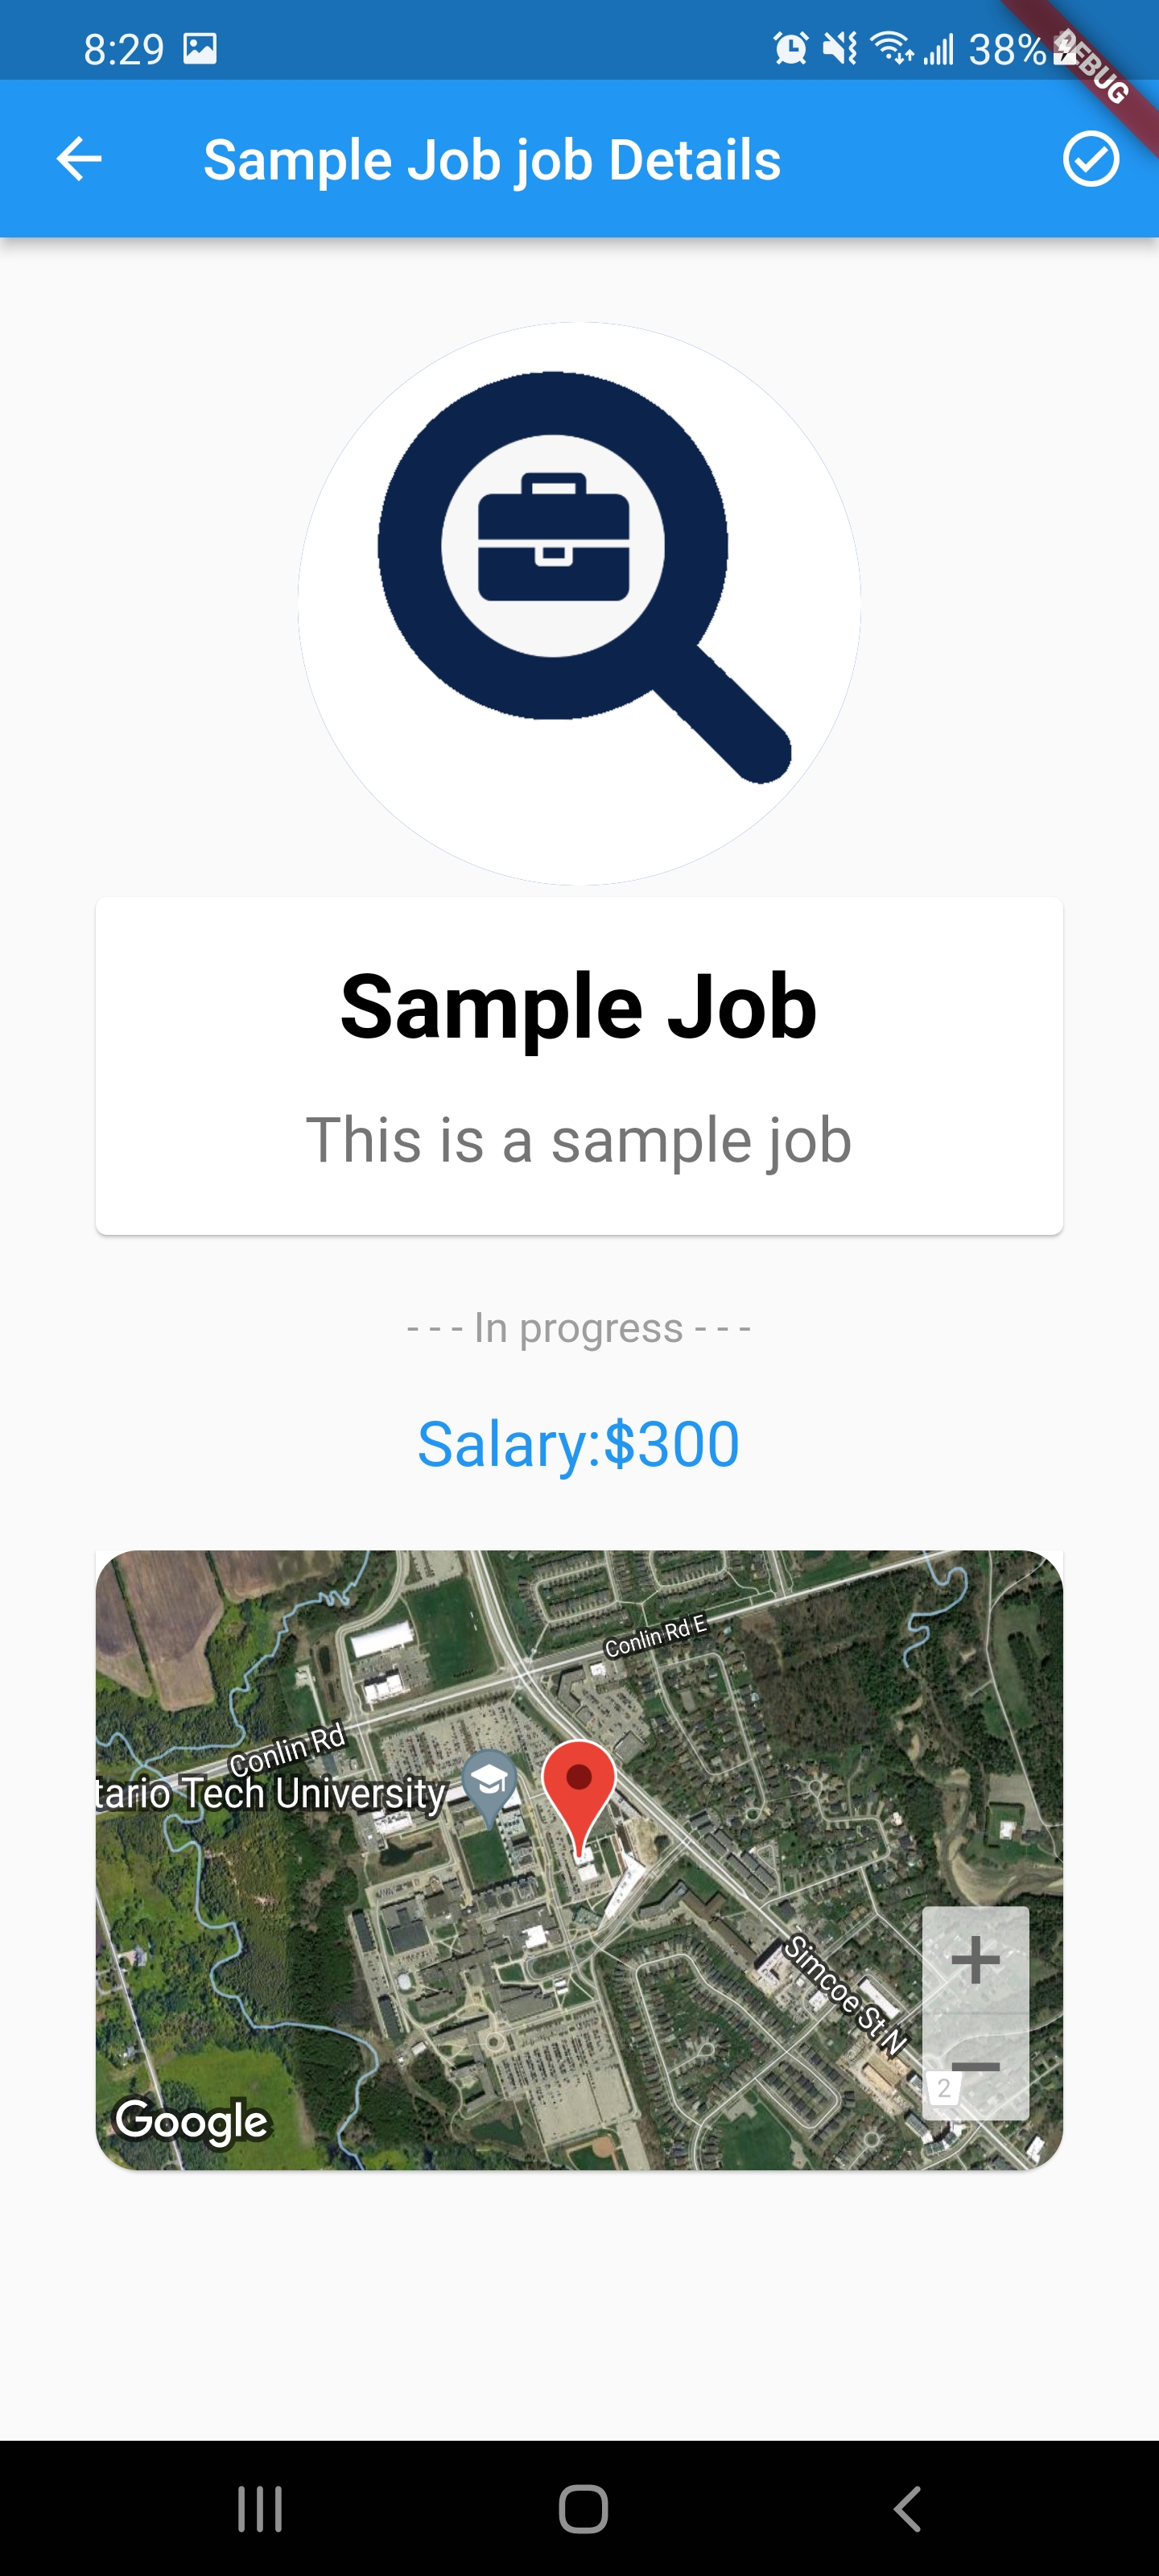 8:29
38%
DEBUG
Sample Job job Details
Sample Job
This is a sample job
- - - In progress - - -
Salary:$300
Conlin Rd E
Conlin Rd
tario Tech University
Simcoe St N
2
Google